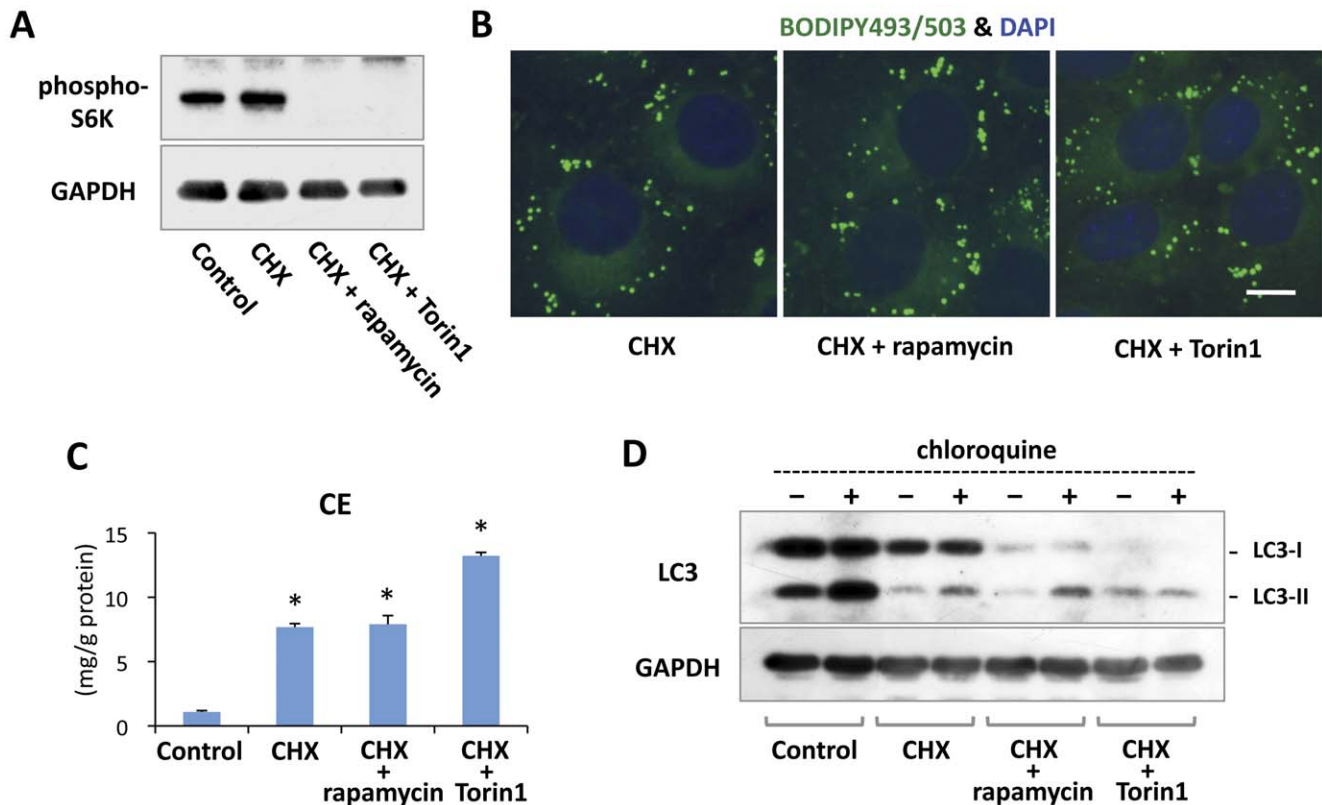 A
phospho-
S6K
GAPDH
Control
CHX
CHX + rapamycin
CHX + Torin1
B
BODIPY493/503 & DAPI
CHX
CHX + rapamycin
CHX + Torin1
C
CE
(mg/g protein)
15
10
5
0
* * *
Control
CHX
CHX
+
rapamycin
CHX
+
Torin1
D
chloroquine
− + − + − + − +
LC3
- LC3-I
- LC3-II
GAPDH
Control
CHX
CHX
+
rapamycin
CHX
+
Torin1